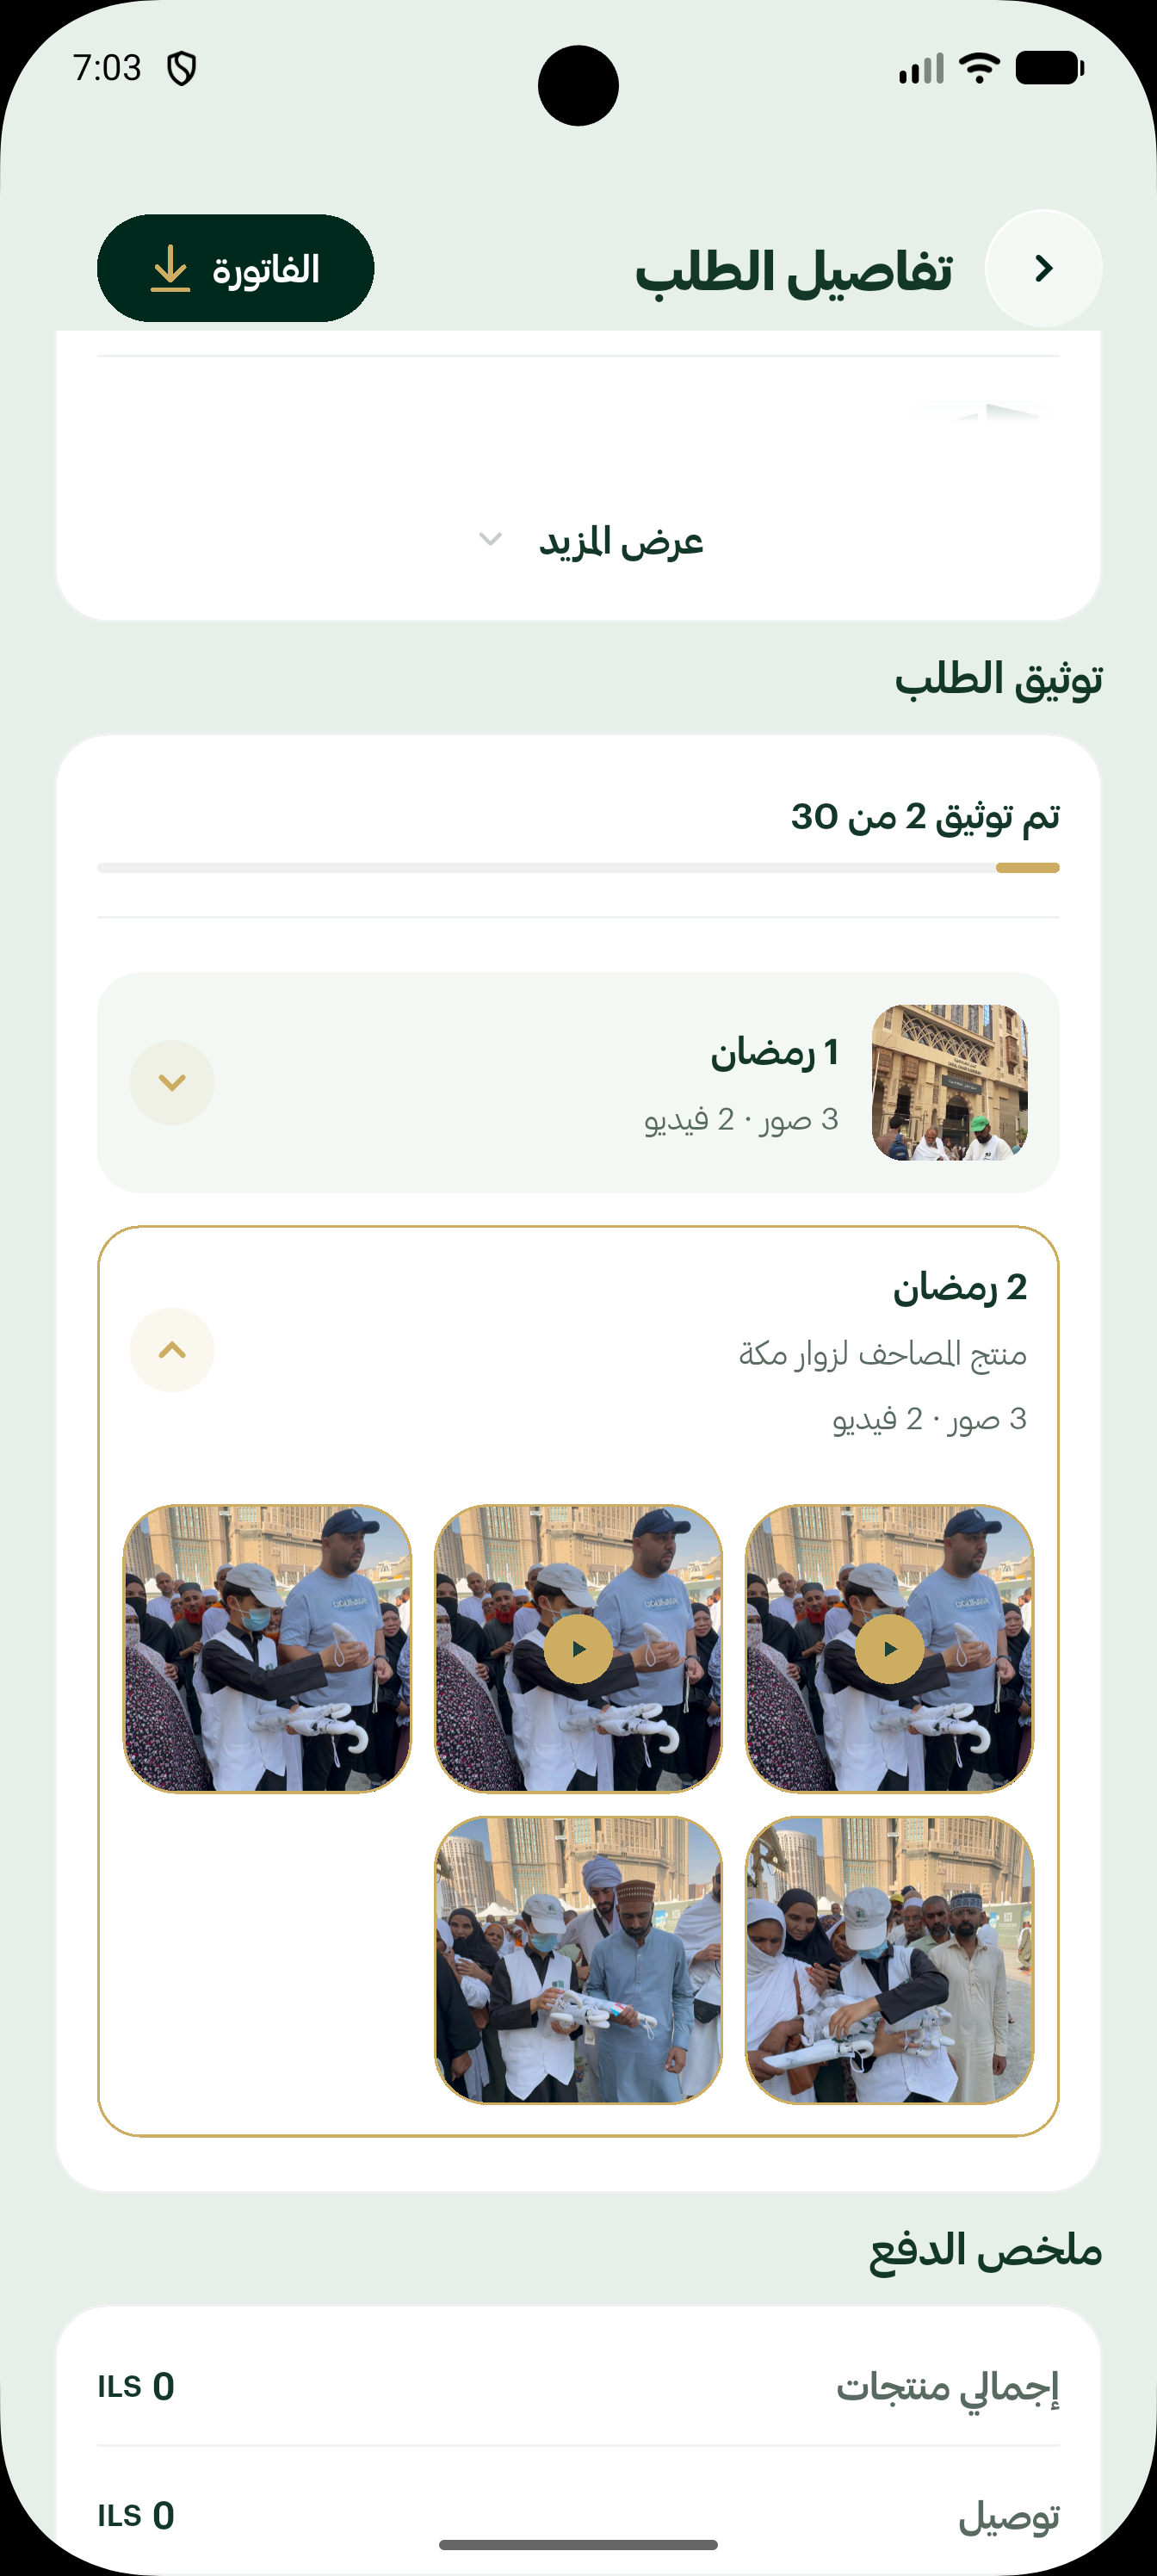 7:03
تفاصيل الطلب
الفاتورة
عرض المزيد
توثيق الطلب
تم توثيق 2 من 30
1 رمضان
3 صور · 2 فيديو
2 رمضان
منتج المصاحف لزوار مكة
3 صور · 2 فيديو
ملخص الدفع
إجمالي منتجات
0 ILS
توصيل
0 ILS